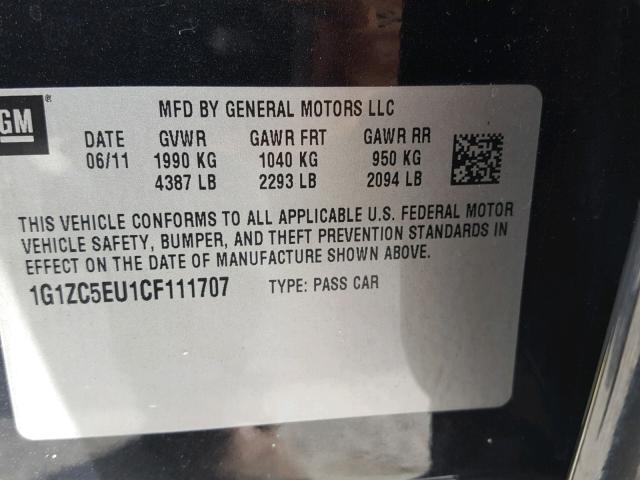 GM ®
MFD BY GENERAL MOTORS LLC
DATE GVWR GAWR FRT GAWR RR
06/11 1990 KG 1040 KG 950 KG
4387 LB 2293 LB 2094 LB
THIS VEHICLE CONFORMS TO ALL APPLICABLE U.S. FEDERAL MOTOR
VEHICLE SAFETY, BUMPER, AND THEFT PREVENTION STANDARDS IN
EFFECT ON THE DATE OF MANUFACTURE SHOWN ABOVE.
1G1ZC5EU1CF111707 TYPE: PASS CAR